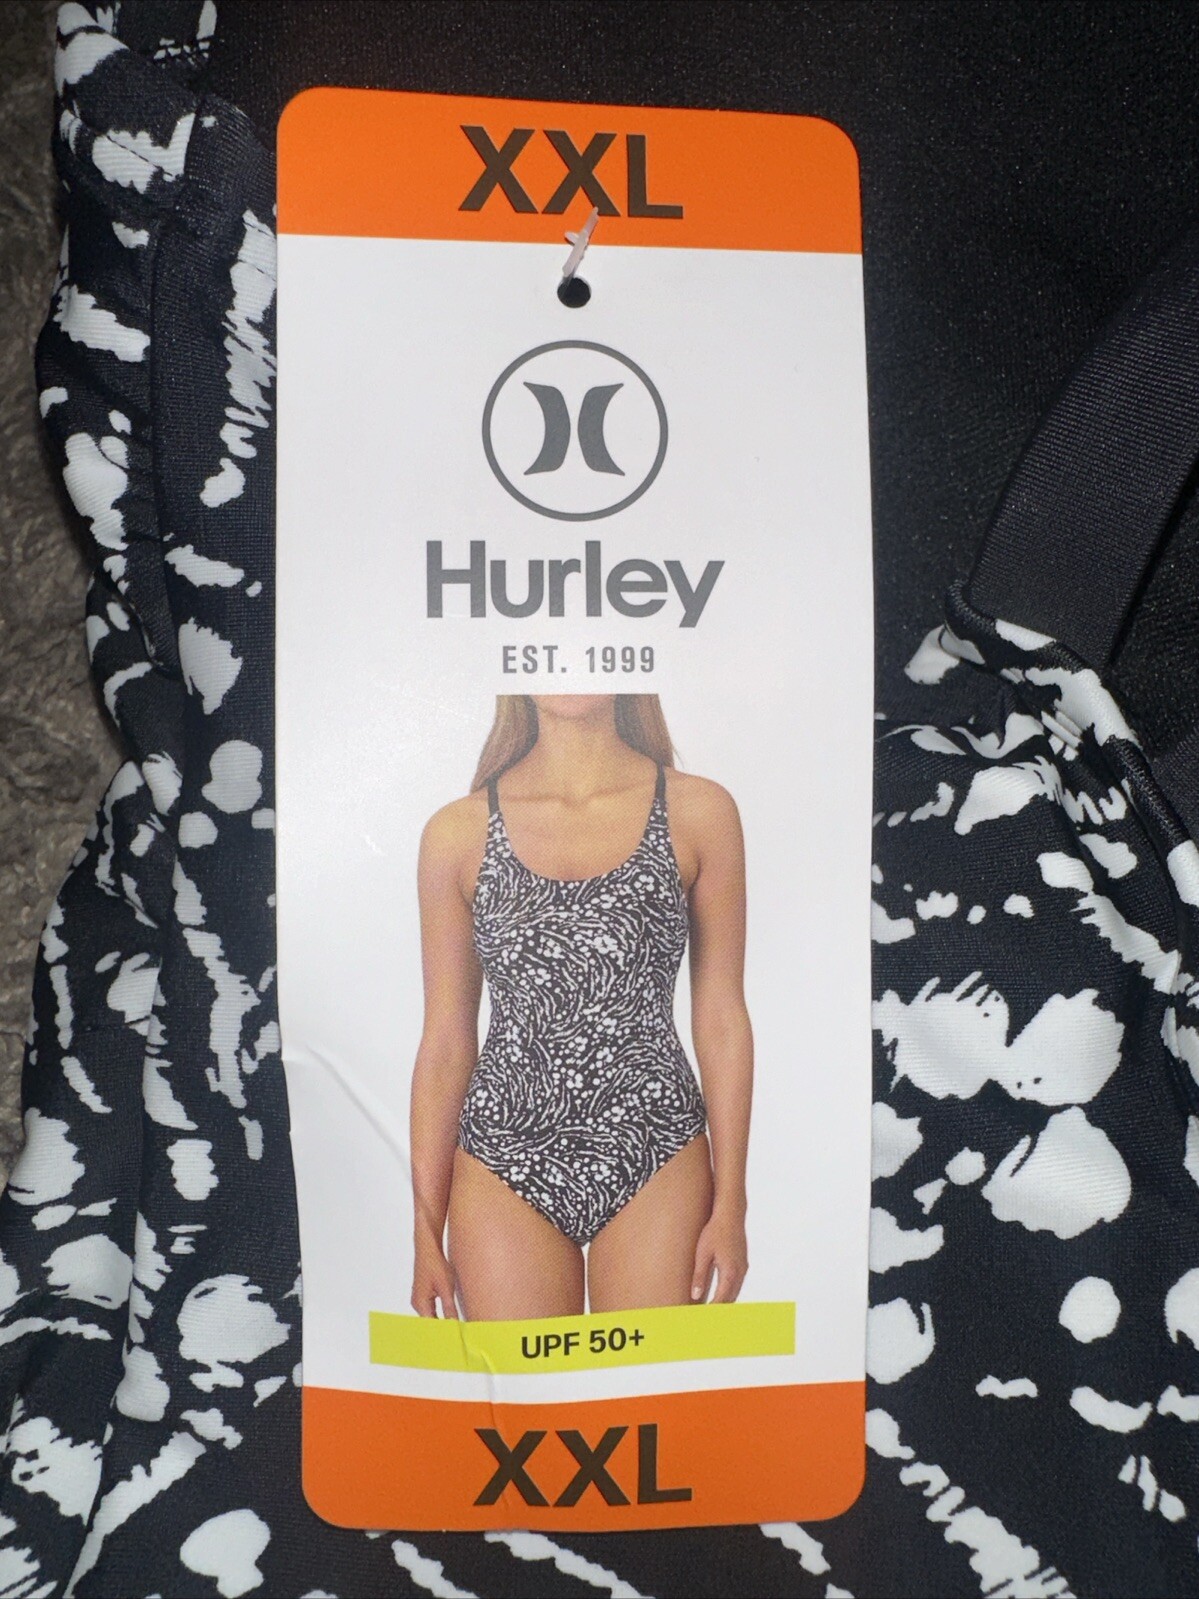 XXL
Hurley
EST. 1999
UPF 50+
XXL